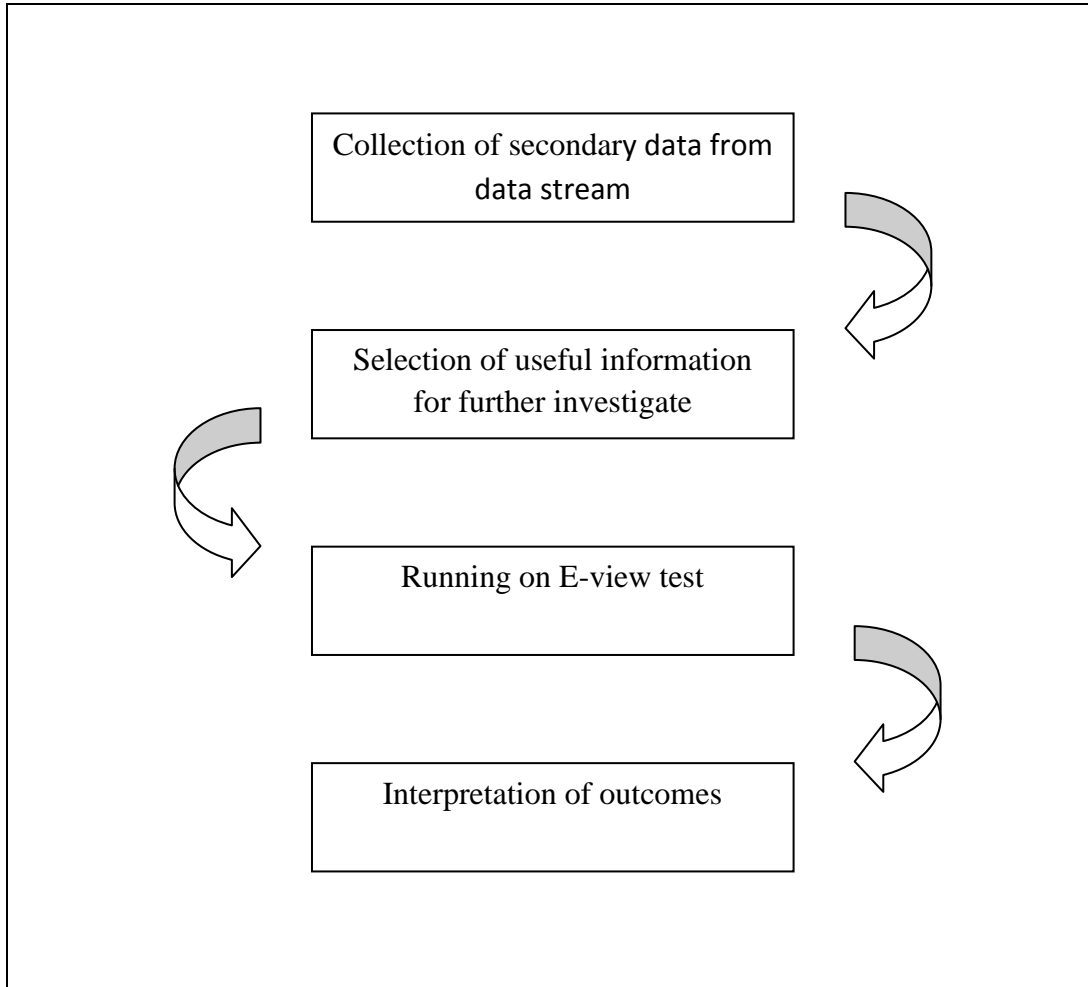 Collection of secondary data from
data stream
Selection of useful information
for further investigate
Running on E-view test
Interpretation of outcomes